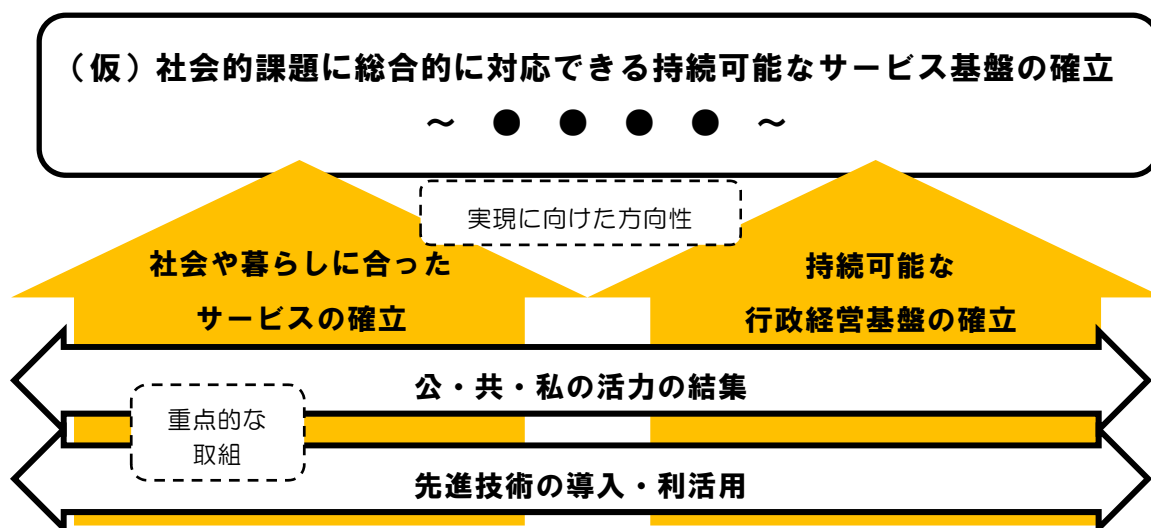 （仮）社会的課題に総合的に対応できる持続可能なサービス基盤の確立
～ ● ● ● ● ～
実現に向けた方向性
社会や暮らしに合った
サービスの確立
持続可能な
行政経営基盤の確立
公・共・私の活力の結集
重点的な
取組
先進技術の導入・利活用